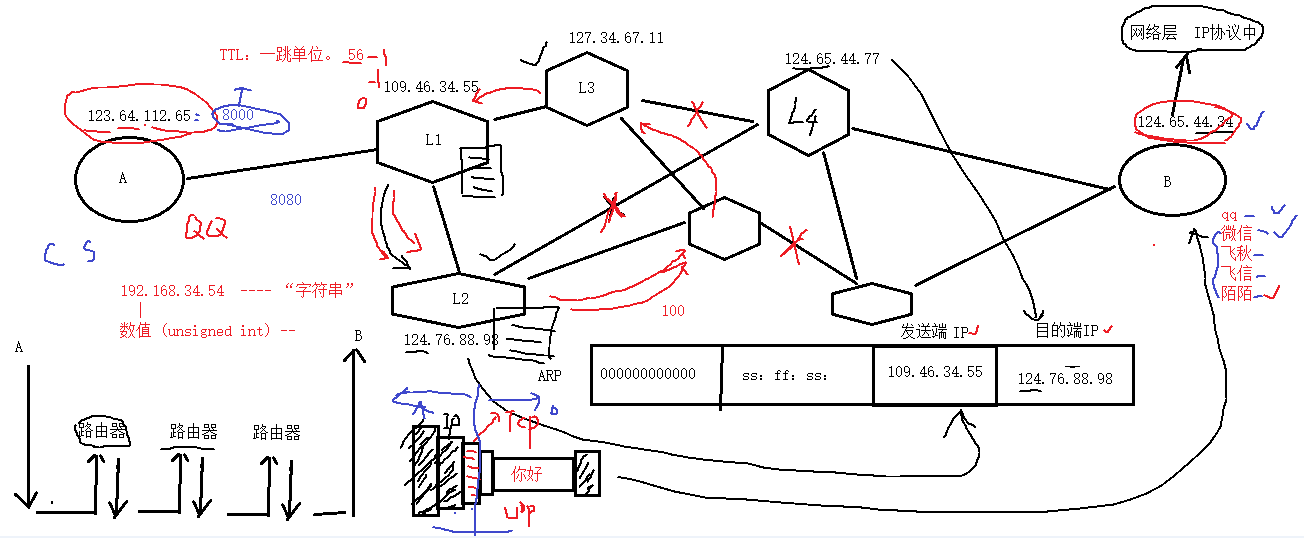 网络层 IP协议中
127.34.67.11
TTL: 一跳单位。 56 -1
-1
0
109.46.34.55
124.65.44.77
L3
123.64.112.65: 8000
124.65.44.34
L4
L1
A
B
8080
QQ
C S
qq
微信
飞秋
飞信
陌陌
192.168.34.54 ---- “字符串”
数值 (unsigned int) --
L2
100
124.76.88.98
发送端 IP
目的端IP
A
B
ARP
000000000000
ss: ff: ss:
109.46.34.55
124.76.88.98
路由器
路由器
路由器
Ip
Tcp
你好
udp